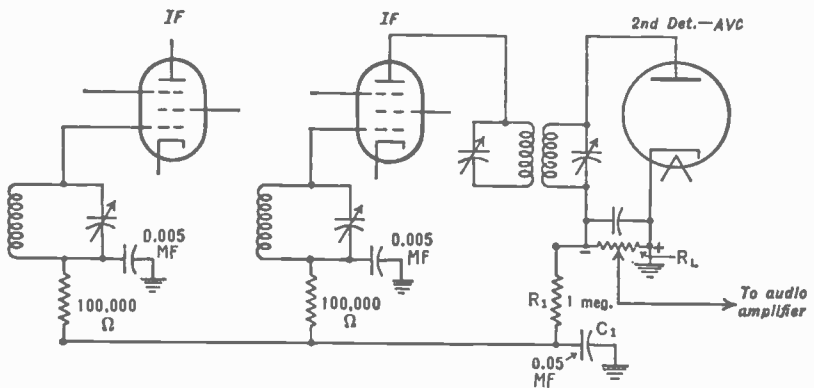 IF
IF
2nd Det.—AVC
0.005
MF
0.005
MF
100,000
Ω
100,000
Ω
- +
RL
R1 1 meg.
To audio
amplifier
C1
0.05
MF